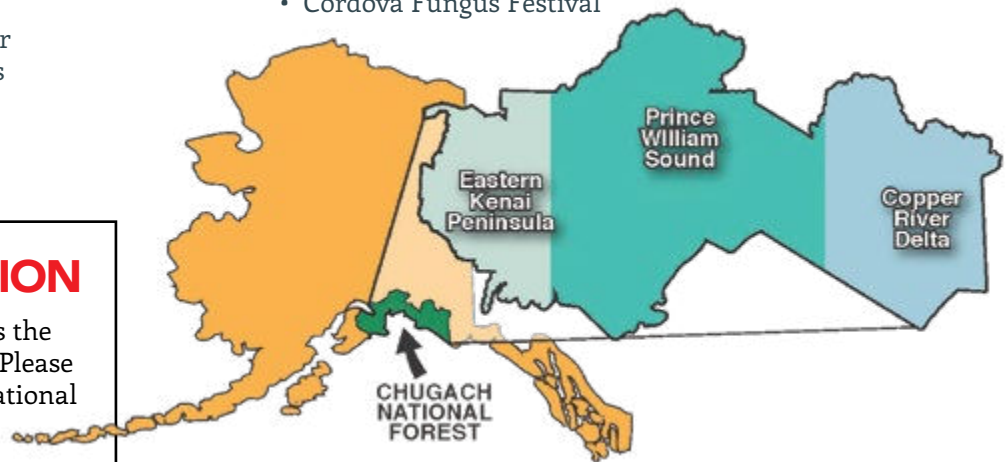 • Cordova Fungus Festival
r
s
ION
s the
Please
ational
Eastern
Kenai
Peninsula
Prince
WIlliam
Sound
Copper
River
Delta
CHUGACH
NATIONAL
FOREST